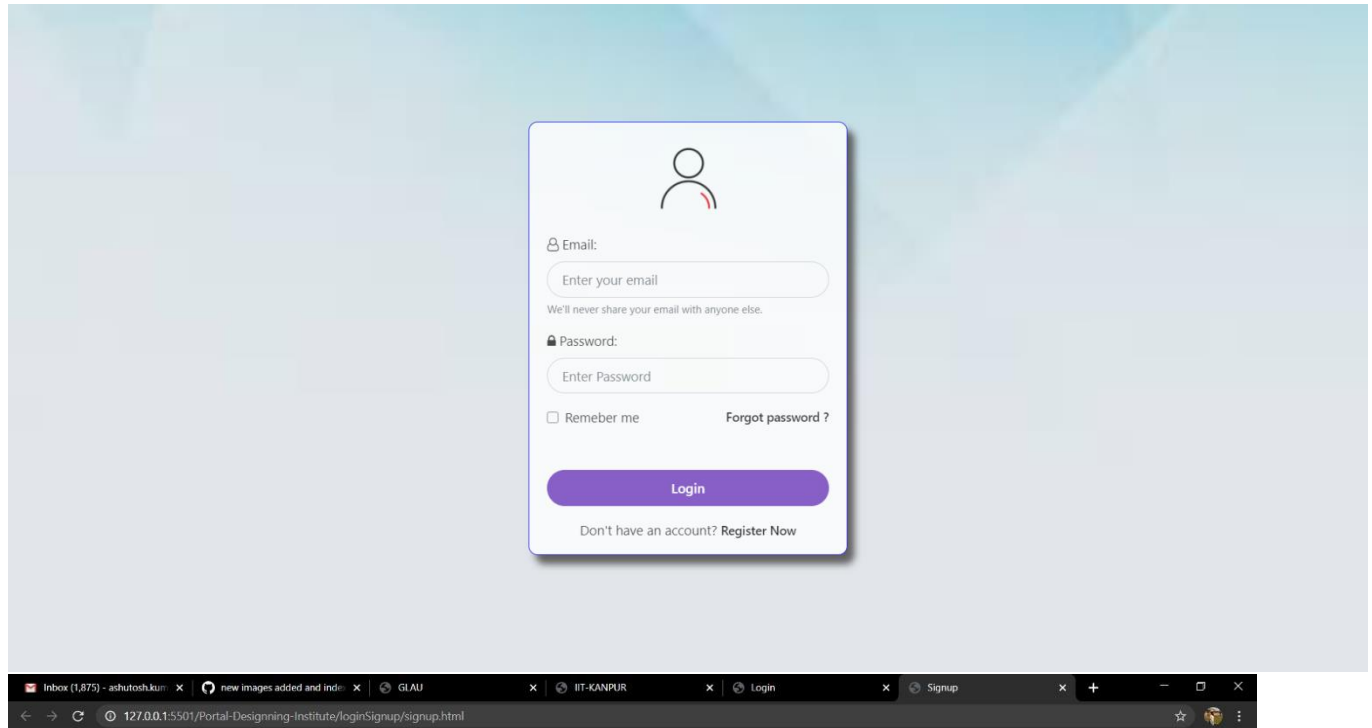 Email:
Enter your email
We'll never share your email with anyone else.
Password:
Enter Password
Remeber me Forgot password ?
Login
Don't have an account? Register Now
Inbox (1,875) - ashutosh.kum new images added and inde GLAU IIT-KANPUR Login Signup
127.0.0.1:5501/Portal-Designning-Institute/loginSignup/signup.html